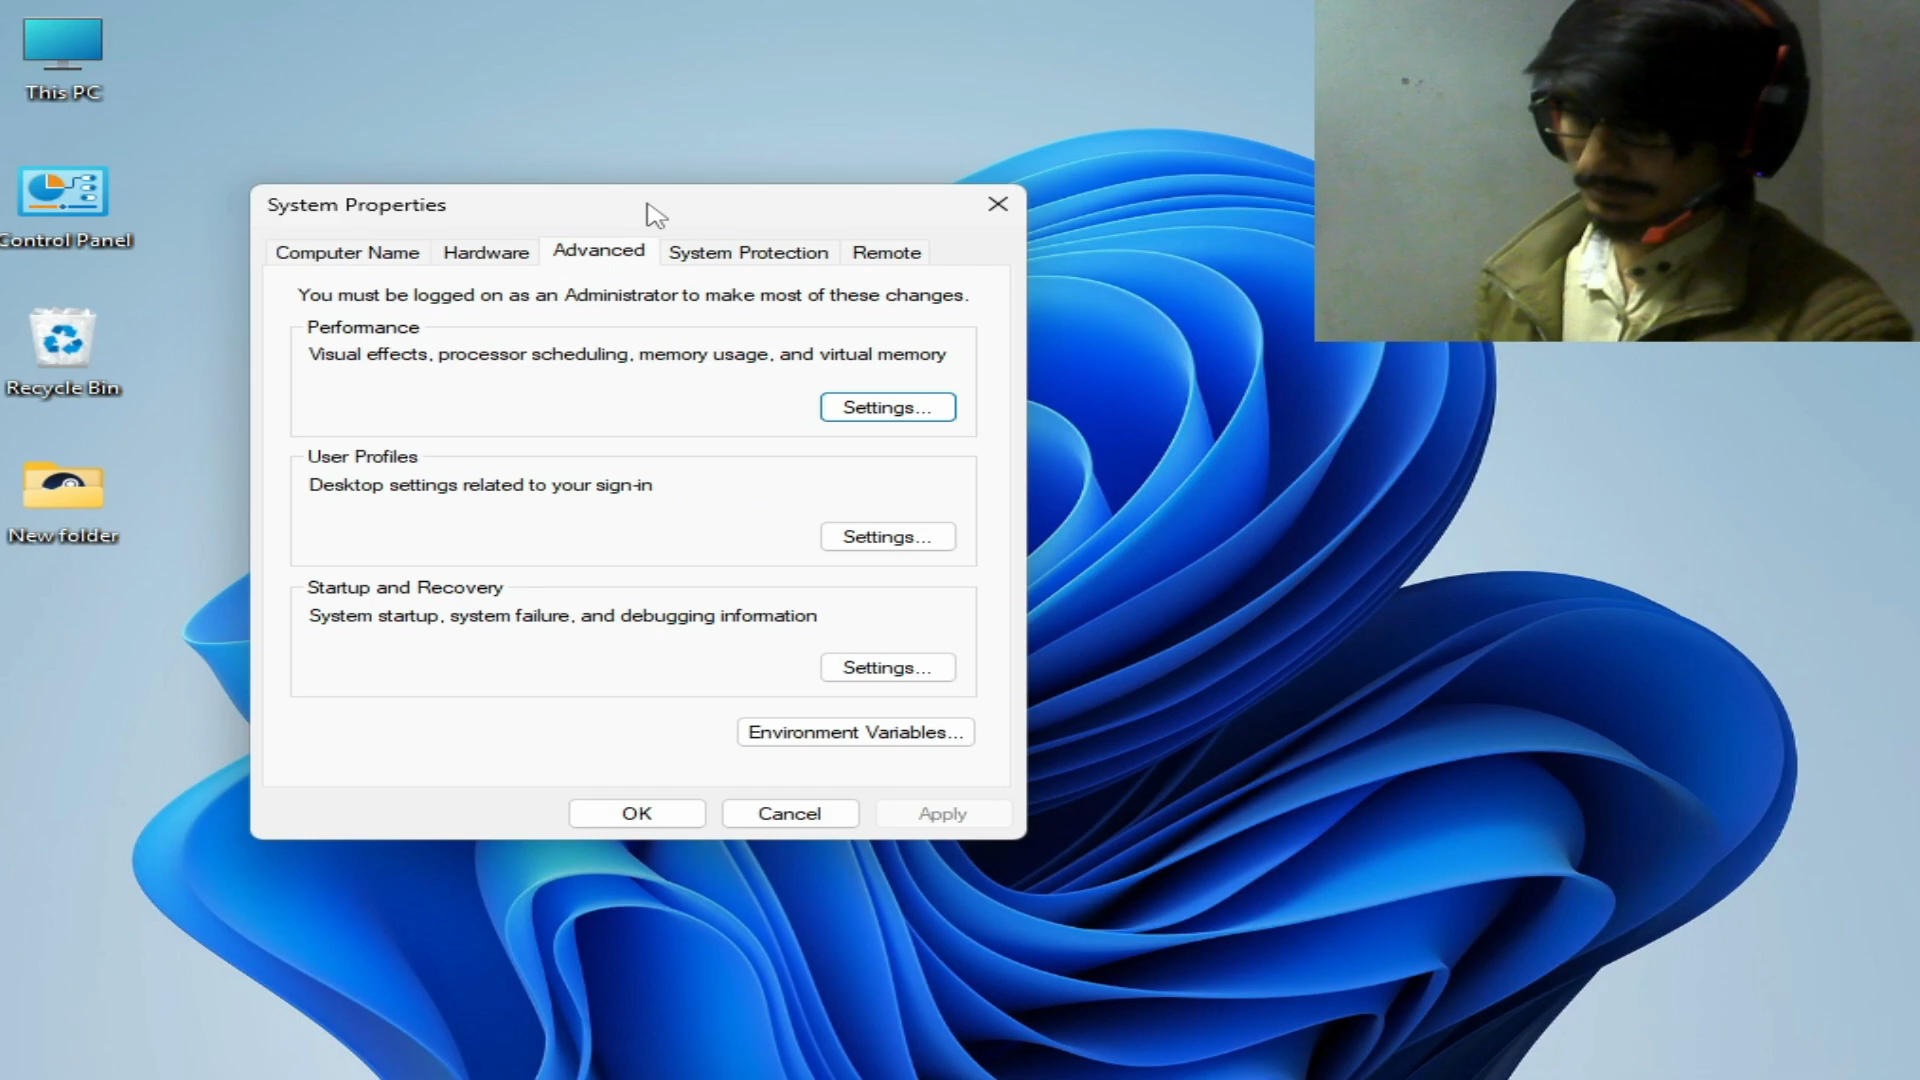 This PC
Control Panel
Recycle Bin
New folder
System Properties
Computer Name
Hardware
Advanced
System Protection
Remote
You must be logged on as an Administrator to make most of these changes.
Performance
Visual effects, processor scheduling, memory usage, and virtual memory
Settings...
User Profiles
Desktop settings related to your sign-in
Settings...
Startup and Recovery
System startup, system failure, and debugging information
Settings...
Environment Variables...
OK
Cancel
Apply